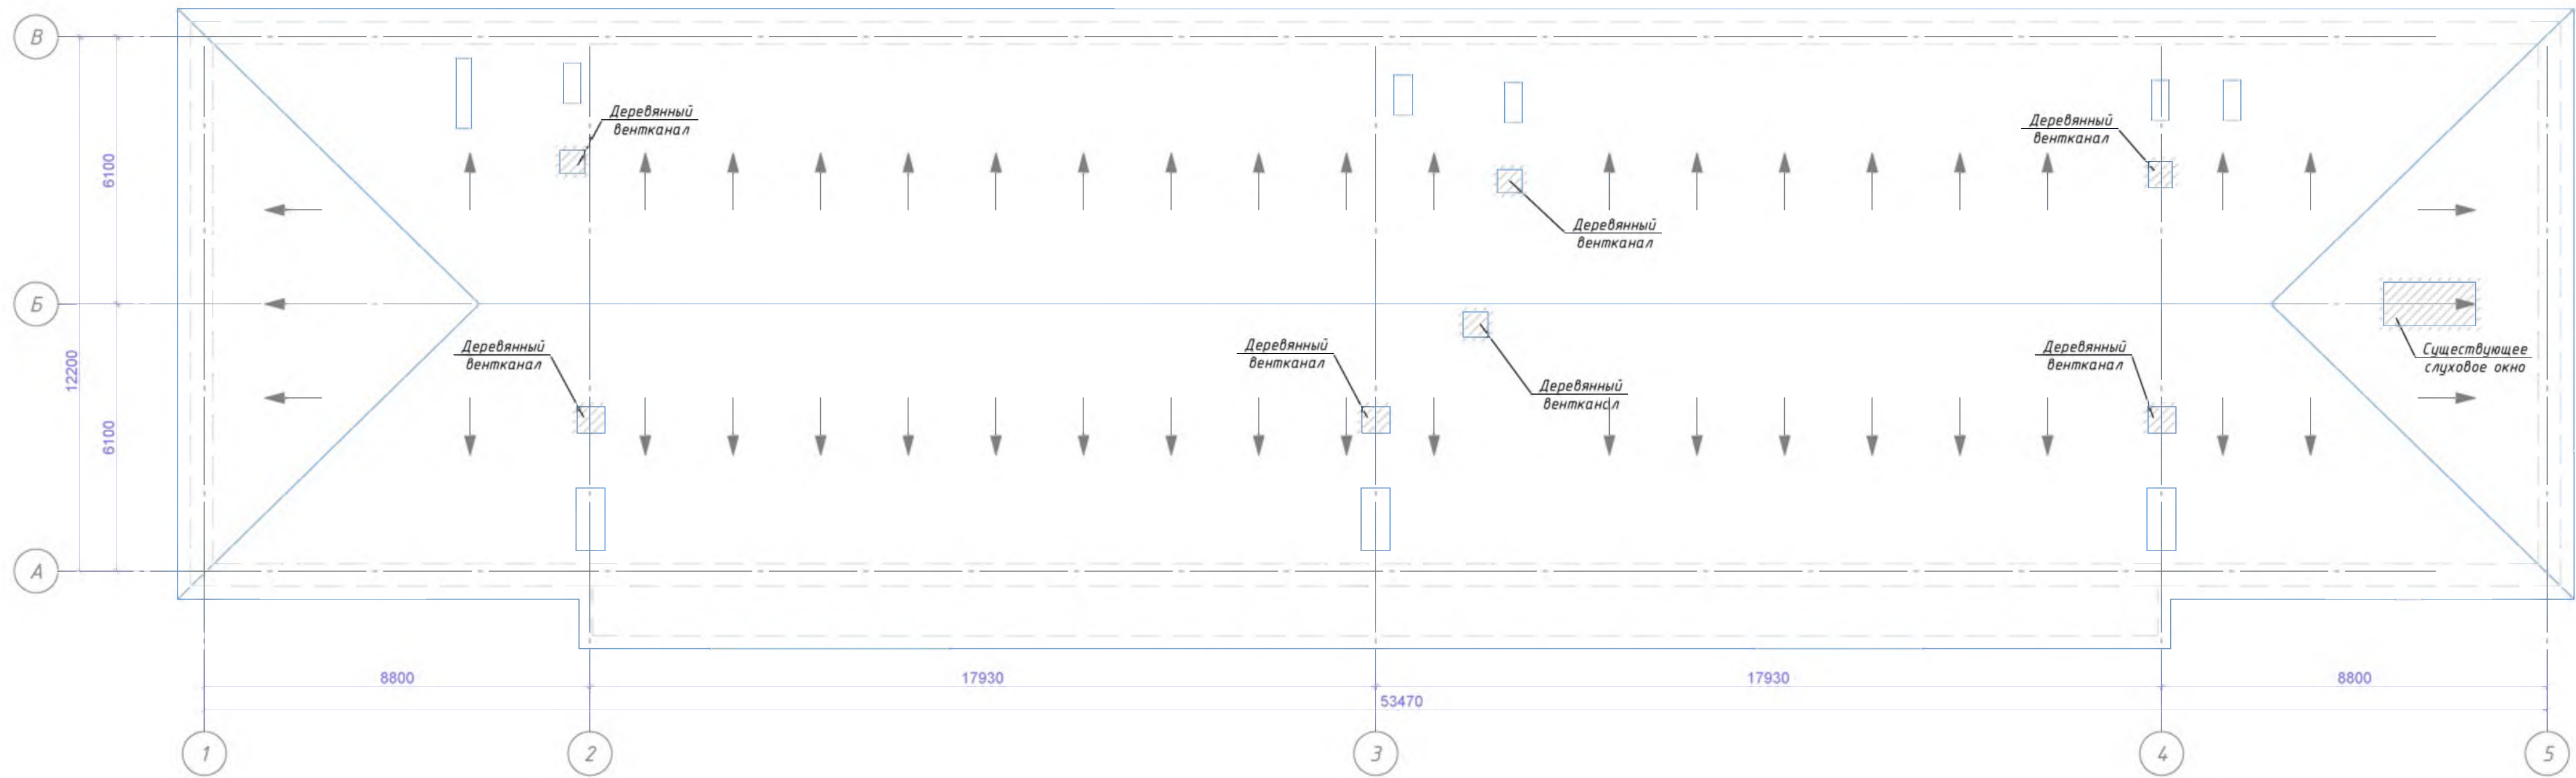 В
Деревянный
вентканал
Деревянный
вентканал
6100
Деревянный
вентканал
Б
Деревянный
вентканал
Деревянный
вентканал
Деревянный
вентканал
Существующее
слуховое окно
12200
Деревянный
вентканал
6100
А
8800
17930
17930
8800
53470
1
2
3
4
5